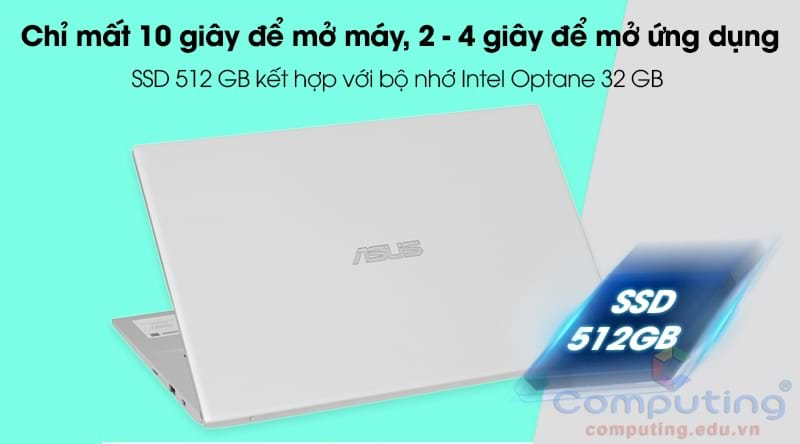 Chỉ mất 10 giây để mở máy, 2 - 4 giây để mở ứng dụng
SSD 512 GB kết hợp với bộ nhớ Intel Optane 32 GB
ASUS
SSD
512GB
Computing®
computing.edu.vn